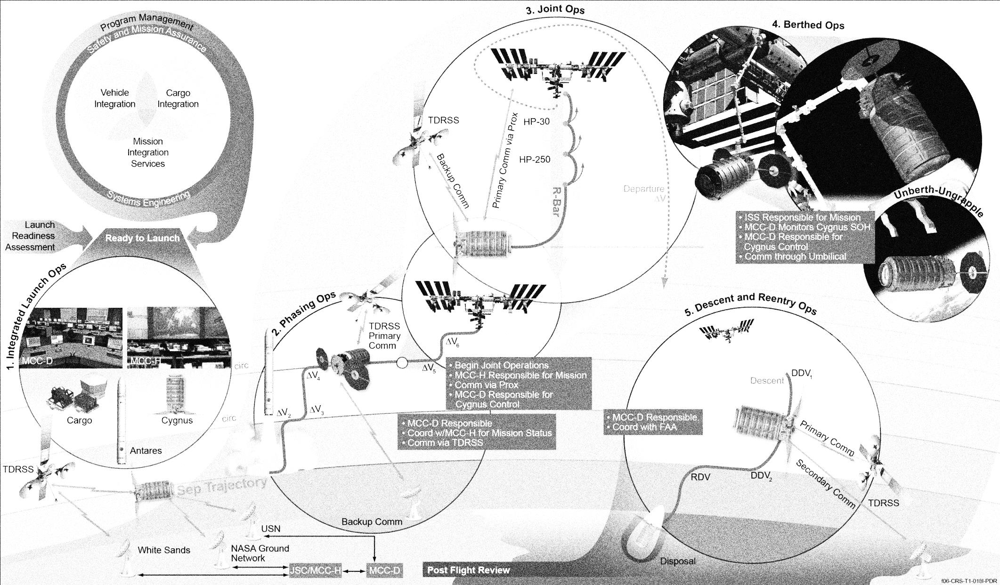 Program Management
Safety and Mission Assurance
Vehicle
Integration
Cargo
Integration
Mission
Integration
Services
Systems Engineering
Launch
Readiness
Assessment
Ready to Launch
1. Integrated Launch Ops
MCC-D
MCC-H
Cargo
Cygnus
Antares
TDRSS
Sep Trajectory
White Sands
NASA Ground
Network
USN
JSC/MCC-H
MCC-D
2. Phasing Ops
circ
circ
TDRSS
Primary
Comm
ΔV2
ΔV3
ΔV4
ΔV5
ΔV6
Backup Comm
• Begin Joint Operations
• MCC-H Responsible for Mission
• Comm via Prox
• MCC-D Responsible for
Cygnus Control
• MCC-D Responsible
• Coord w/MCC-H for Mission Status
• Comm via TDRSS
3. Joint Ops
TDRSS
Backup Comm
Primary Comm via Prox
HP-30
HP-250
R-Bar
Departure
ΔV
4. Berthed Ops
Unberth-Ungrapple
• ISS Responsible for Mission
• MCC-D Monitors Cygnus SOH
• MCC-D Responsible for
Cygnus Control
• Comm through Umbilical
5. Descent and Reentry Ops
DDV1
Descent
• MCC-D Responsible
• Coord with FAA
Primary Comm
Secondary Comm
RDV
DDV2
TDRSS
Disposal
Post Flight Review
f06-CRS-T1-018I-PDR